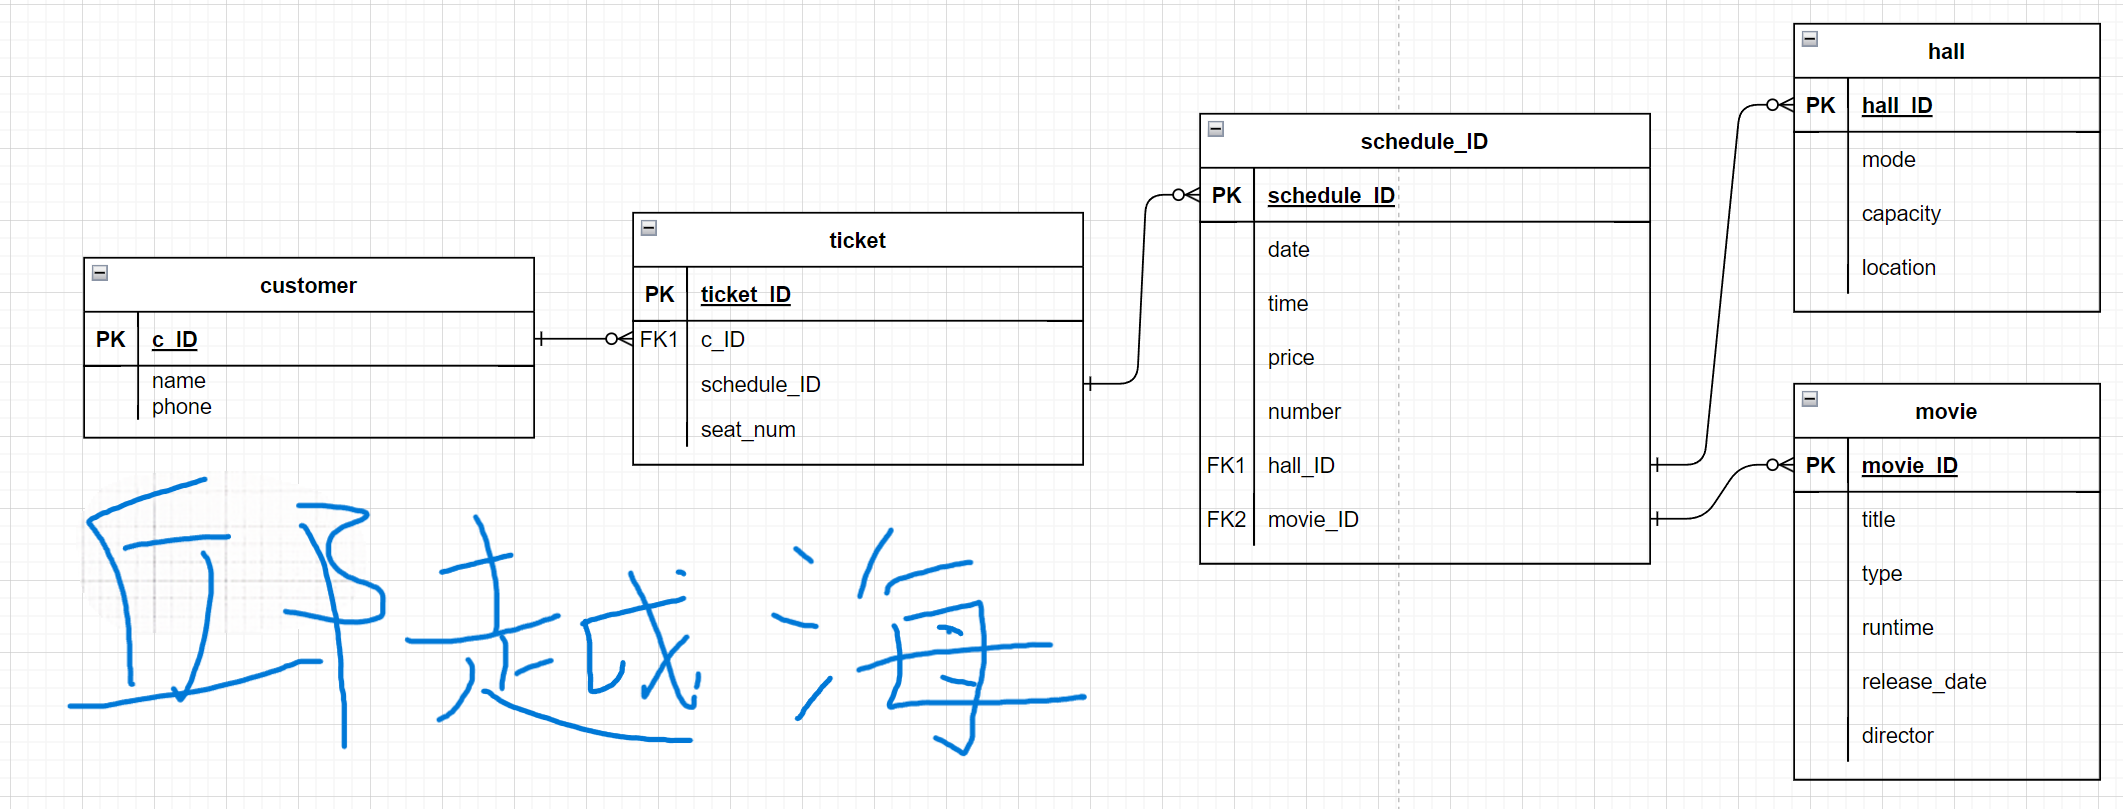 customer
PK c_ID
name
phone
ticket
PK ticket_ID
FK1 c_ID
schedule_ID
seat_num
schedule_ID
PK schedule_ID
date
time
price
number
FK1 hall_ID
FK2 movie_ID
hall
PK hall_ID
mode
capacity
location
movie
PK movie_ID
title
type
runtime
release_date
director
邱越海